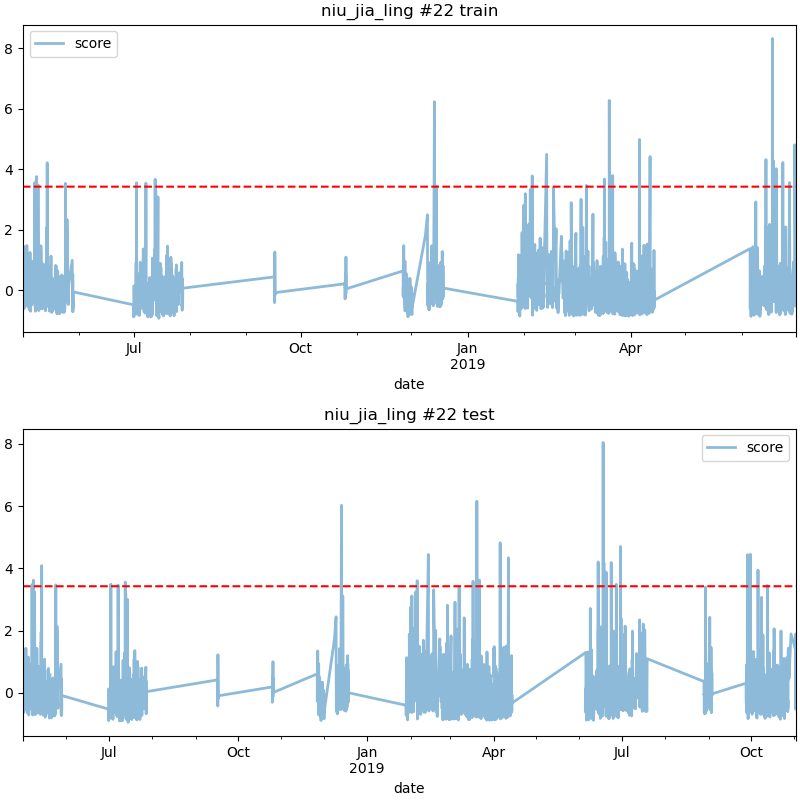 niu_jia_ling #22 train
score
8
6
4
2
0
Jul
Oct
Jan
2019
Apr
date
niu_jia_ling #22 test
score
8
6
4
2
0
Jul
Oct
Jan
2019
Apr
Jul
Oct
date